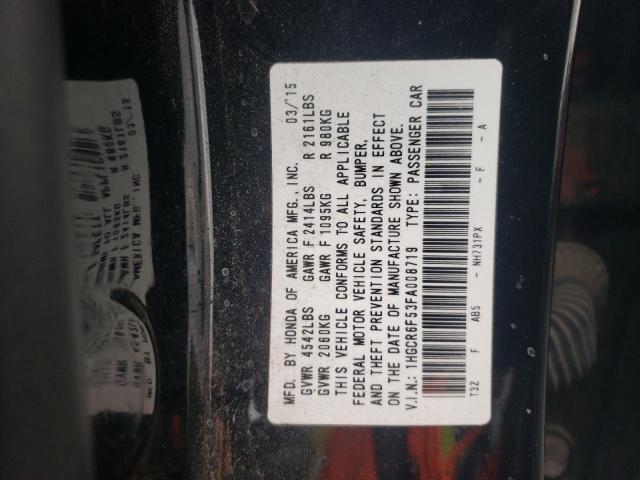 MFD. BY HONDA OF AMERICA MFG., INC. 03/'15
GVWR 4542LBS GAWR F 2414LBS R 2161LBS
GVWR 2060KG GAWR F 1095KG R 980KG
THIS VEHICLE CONFORMS TO ALL APPLICABLE
FEDERAL MOTOR VEHICLE SAFETY, BUMPER,
AND THEFT PREVENTION STANDARDS IN EFFECT
ON THE DATE OF MANUFACTURE SHOWN ABOVE.
V.I.N.: 1HGCR6F53FA008719 TYPE: PASSENGER CAR
T3Z F AB5 - NH731PX - F - A